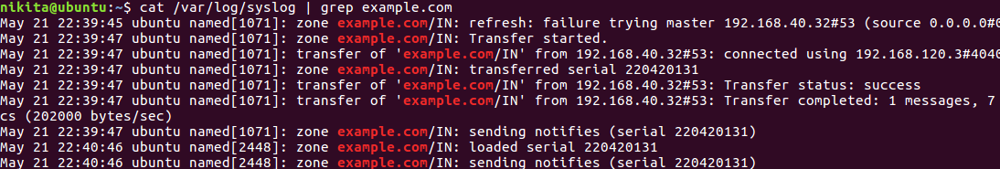 nikita@ubuntu:~$ cat /var/log/syslog | grep example.com
May 21 22:39:45 ubuntu named[1071]: zone example.com/IN: refresh: failure trying master 192.168.40.32#53 (source 0.0.0.0#0
May 21 22:39:47 ubuntu named[1071]: zone example.com/IN: Transfer started.
May 21 22:39:47 ubuntu named[1071]: transfer of 'example.com/IN' from 192.168.40.32#53: connected using 192.168.120.3#4040
May 21 22:39:47 ubuntu named[1071]: zone example.com/IN: transferred serial 220420131
May 21 22:39:47 ubuntu named[1071]: transfer of 'example.com/IN' from 192.168.40.32#53: Transfer status: success
May 21 22:39:47 ubuntu named[1071]: transfer of 'example.com/IN' from 192.168.40.32#53: Transfer completed: 1 messages, 7
cs (202000 bytes/sec)
May 21 22:39:47 ubuntu named[1071]: zone example.com/IN: sending notifies (serial 220420131)
May 21 22:40:46 ubuntu named[2448]: zone example.com/IN: loaded serial 220420131
May 21 22:40:46 ubuntu named[2448]: zone example.com/IN: sending notifies (serial 220420131)